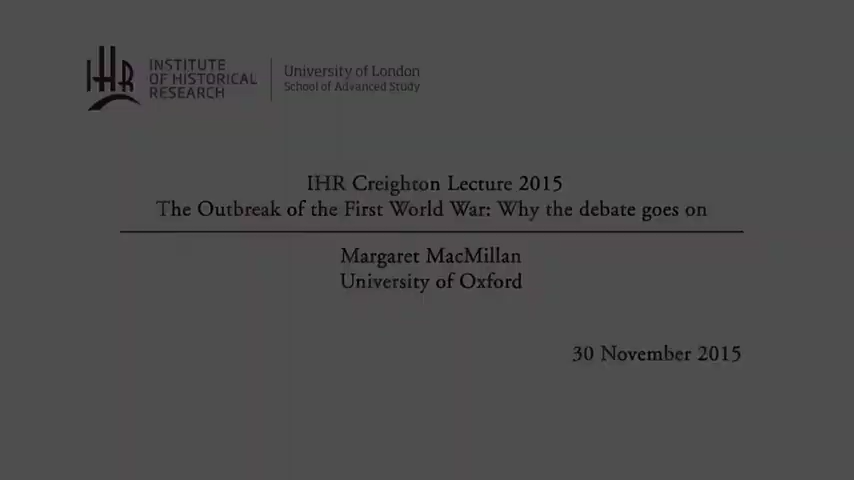 IHR
INSTITUTE
OF HISTORICAL
RESEARCH
University of London
School of Advanced Study
IHR Creighton Lecture 2015
The Outbreak of the First World War: Why the debate goes on
Margaret MacMillan
University of Oxford
30 November 2015